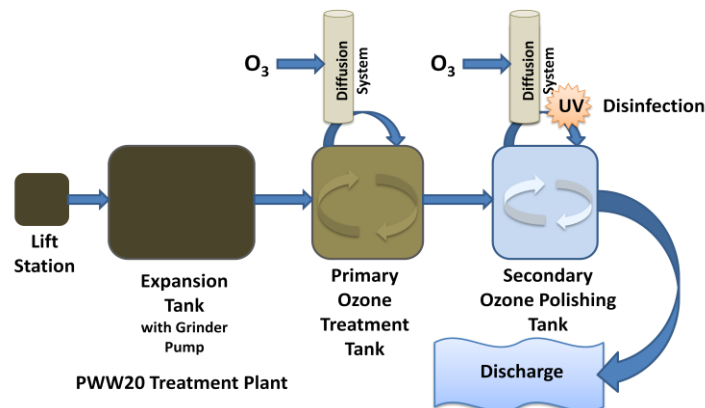 O3
Diffusion
System
O3
Diffusion
System
UV
Disinfection
Lift
Station
Expansion
Tank
with Grinder
Pump
Primary
Ozone
Treatment
Tank
Secondary
Ozone Polishing
Tank
PWW20 Treatment Plant
Discharge